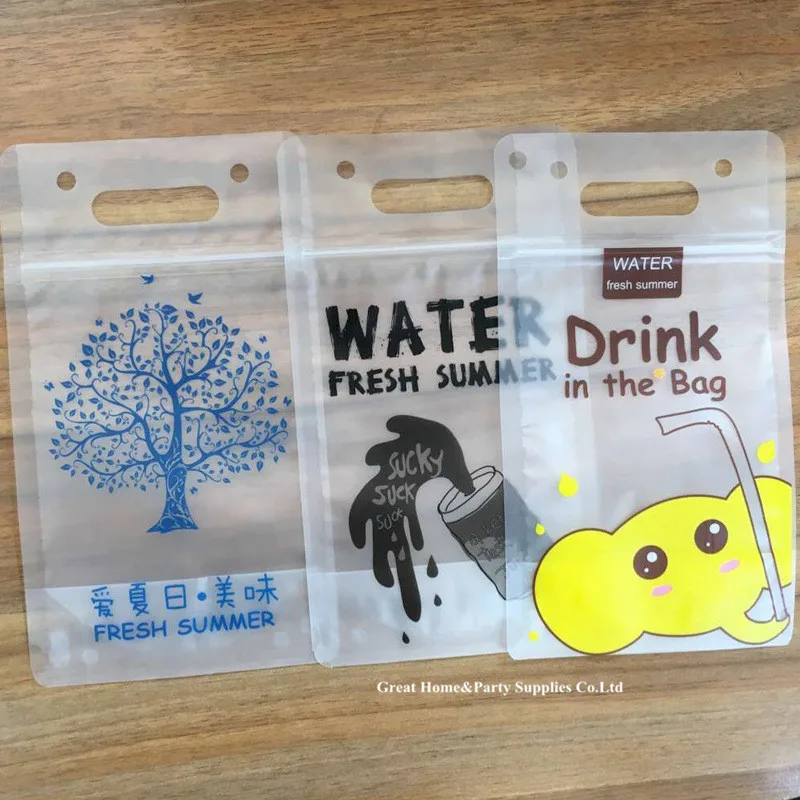 爱夏日·美味
FRESH SUMMER
WATER
FRESH SUMMER
SUCKY
SUCK
SUCK
WATER
fresh summer
Drink
in the Bag
Great Home&Party Supplies Co.Ltd